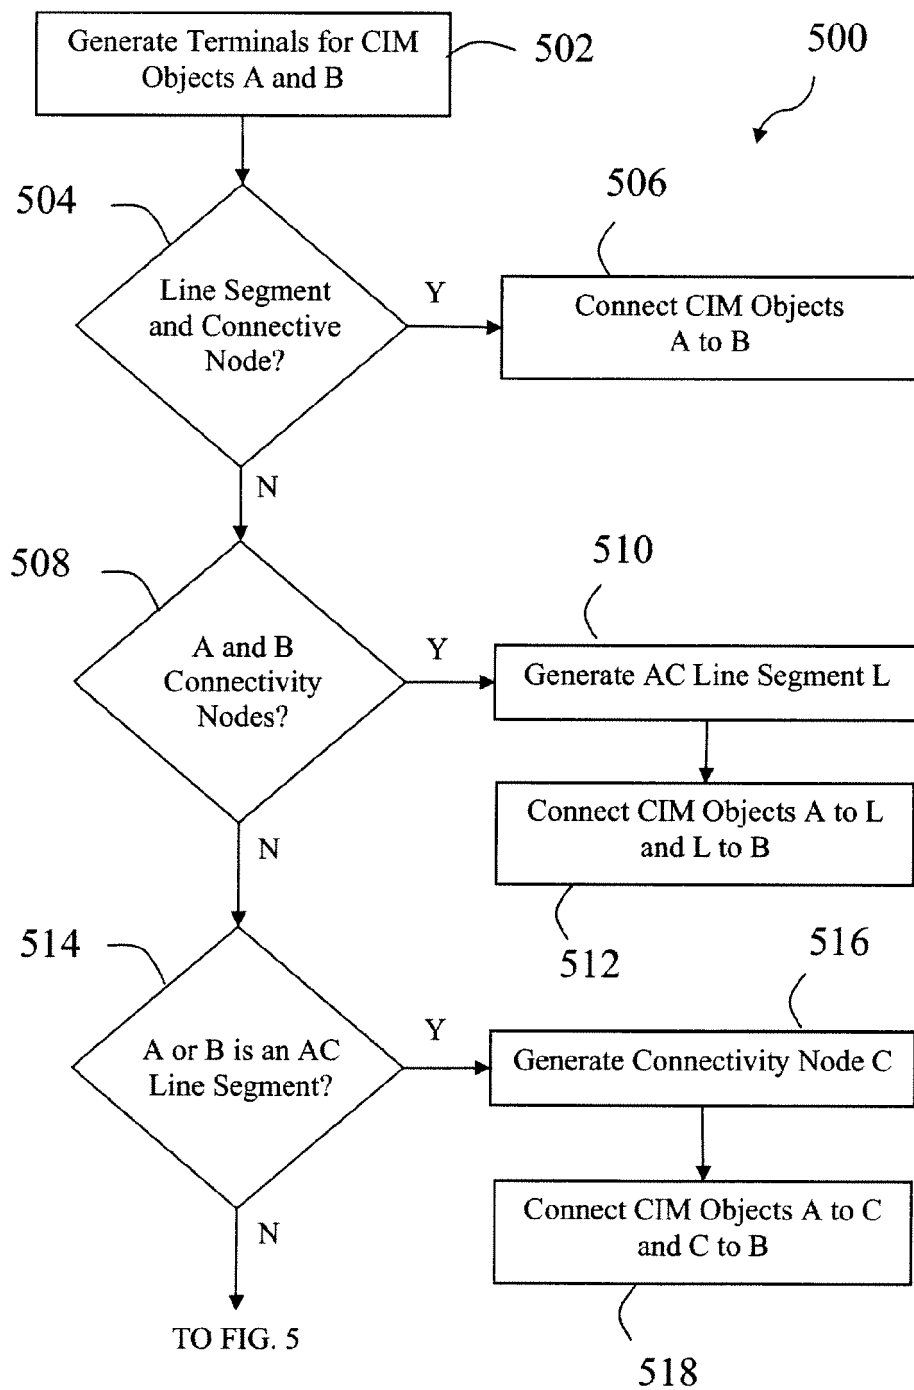 Generate Terminals for CIM
Objects A and B
502
500
504
506
Line Segment
and Connective
Node?
Y
Connect CIM Objects
A to B
N
508
510
A and B
Connectivity
Nodes?
Y
Generate AC Line Segment L
Connect CIM Objects A to L
and L to B
N
512
514
516
A or B is an AC
Line Segment?
Y
Generate Connectivity Node C
Connect CIM Objects A to C
and C to B
N
TO FIG. 5
518